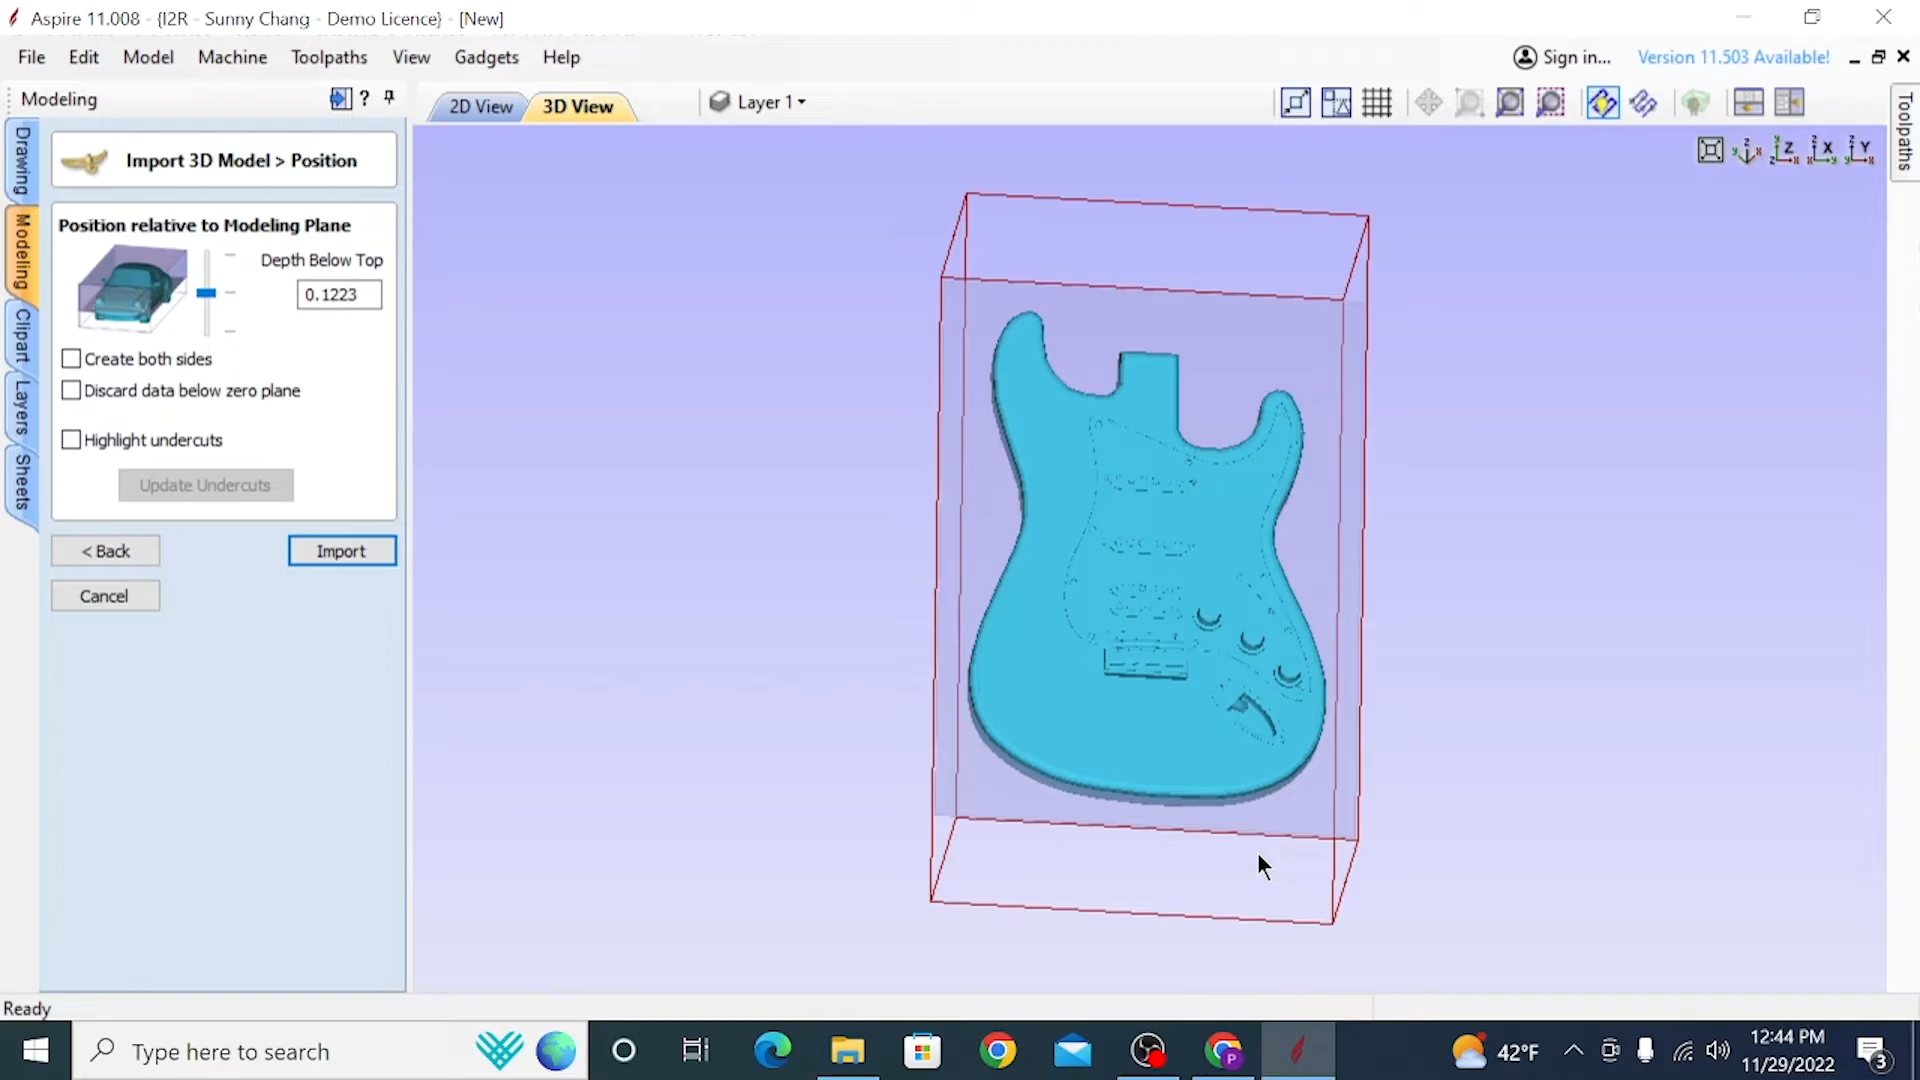 Aspire 11.008 - {I2R - Sunny Chang - Demo Licence} - [New]
File Edit Model Machine Toolpaths View Gadgets Help
Sign in... Version 11.503 Available!
Modeling ?
2D View 3D View Layer 1
Toolpaths
Drawing
Modeling
Clipart
Layers
Sheets
Import 3D Model > Position
Position relative to Modeling Plane
Depth Below Top
0.1223
Create both sides
Discard data below zero plane
Highlight undercuts
Update Undercuts
< Back Import
Cancel
Z X Y
Ready
Type here to search
42°F
12:44 PM
11/29/2022
3
P